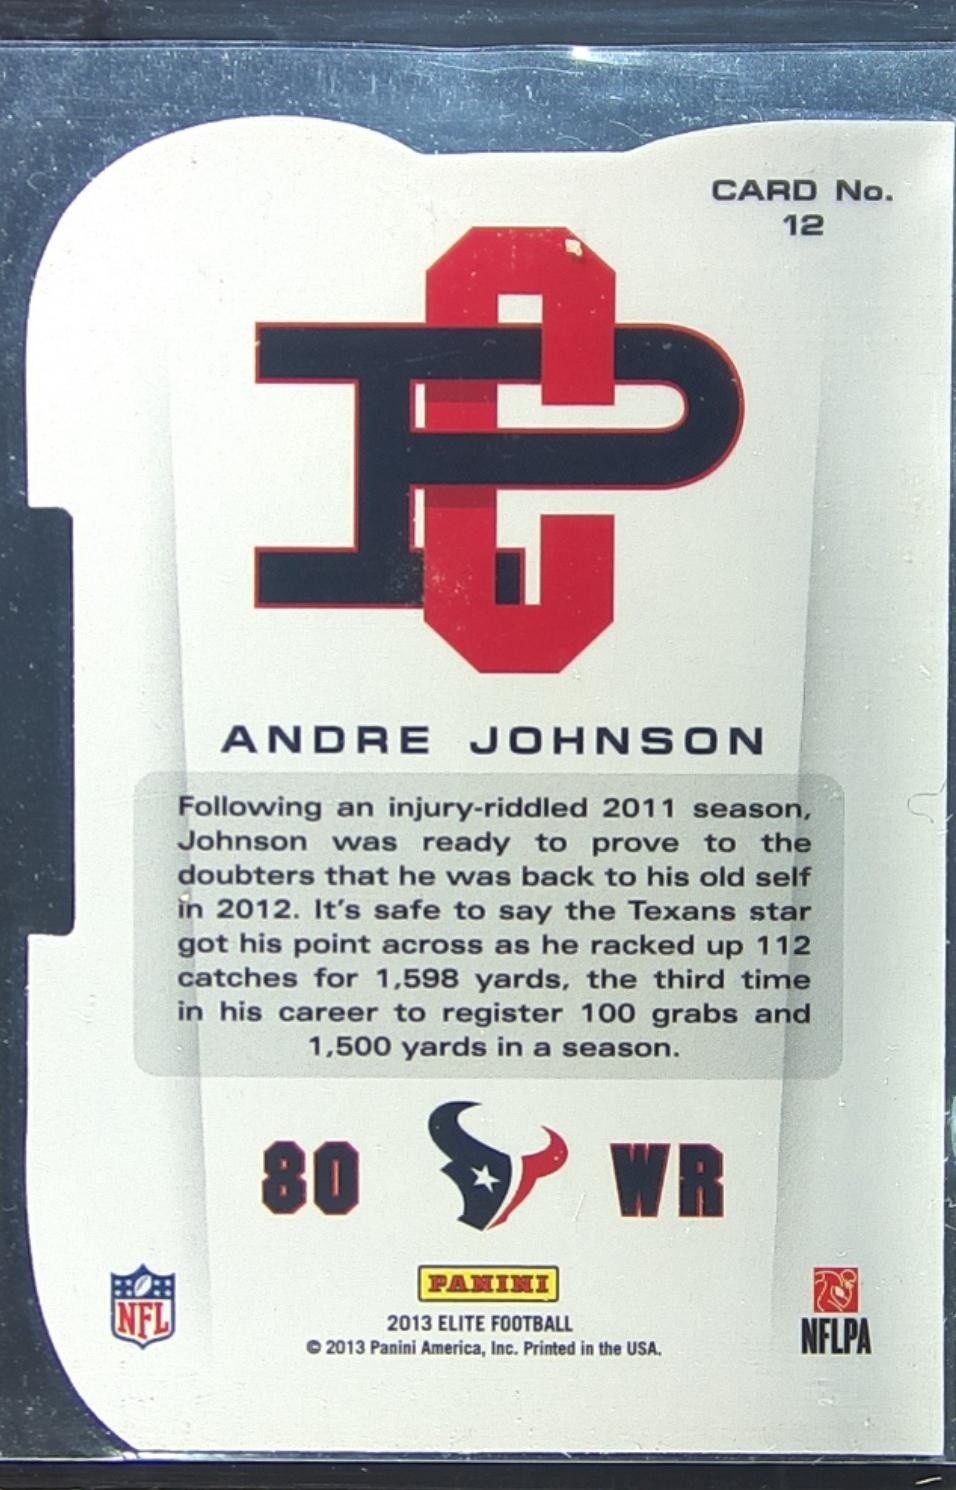 CARD No.
12
PC
ANDRE JOHNSON
Following an injury-riddled 2011 season,
Johnson was ready to prove to the
doubters that he was back to his old self
in 2012. It's safe to say the Texans star
got his point across as he racked up 112
catches for 1,598 yards, the third time
in his career to register 100 grabs and
1,500 yards in a season.
80 WR
NFL
PANINI
2013 ELITE FOOTBALL
© 2013 Panini America, Inc. Printed in the USA.
NFLPA